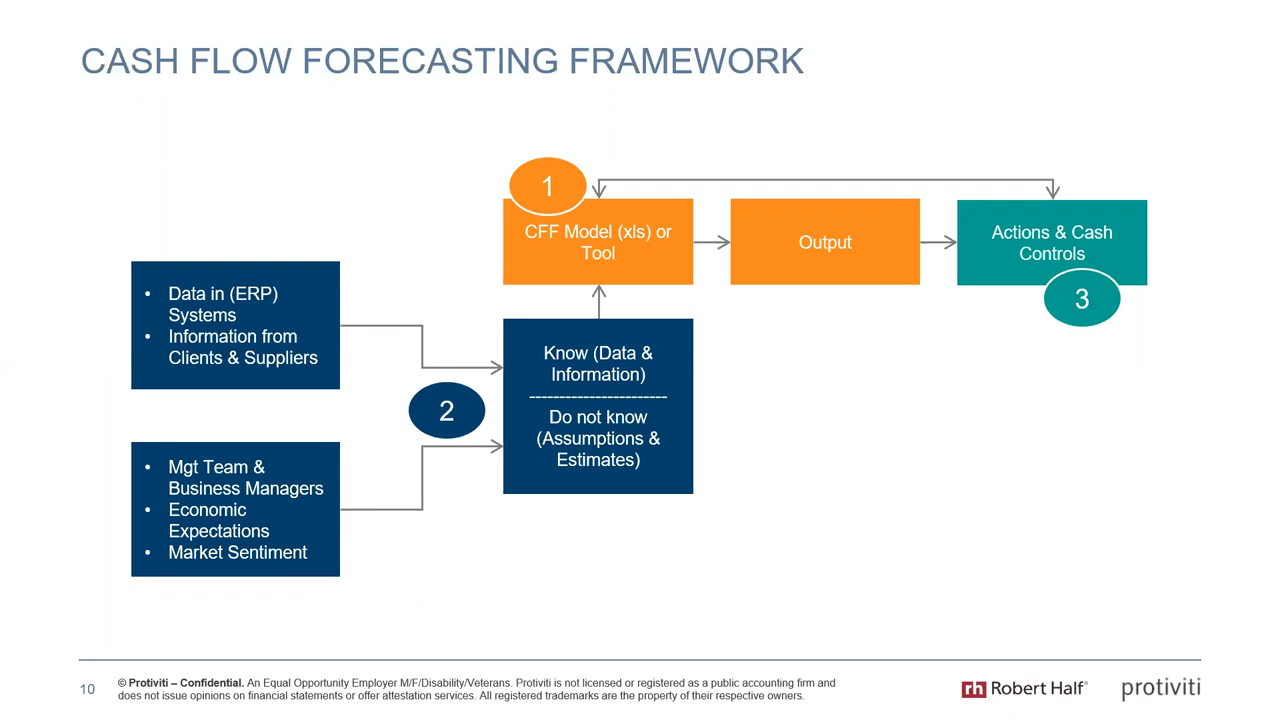 CASH FLOW FORECASTING FRAMEWORK
1
CFF Model (xls) or
Tool
Output
Actions & Cash
Controls
3
• Data in (ERP)
Systems
• Information from
Clients & Suppliers
Know (Data &
Information)
-----------------------
Do not know
(Assumptions &
Estimates)
2
• Mgt Team &
Business Managers
• Economic
Expectations
• Market Sentiment
10
© Protiviti – Confidential. An Equal Opportunity Employer M/F/Disability/Veterans. Protiviti is not licensed or registered as a public accounting firm and
does not issue opinions on financial statements or offer attestation services. All registered trademarks are the property of their respective owners.
rh Robert Half®
protiviti